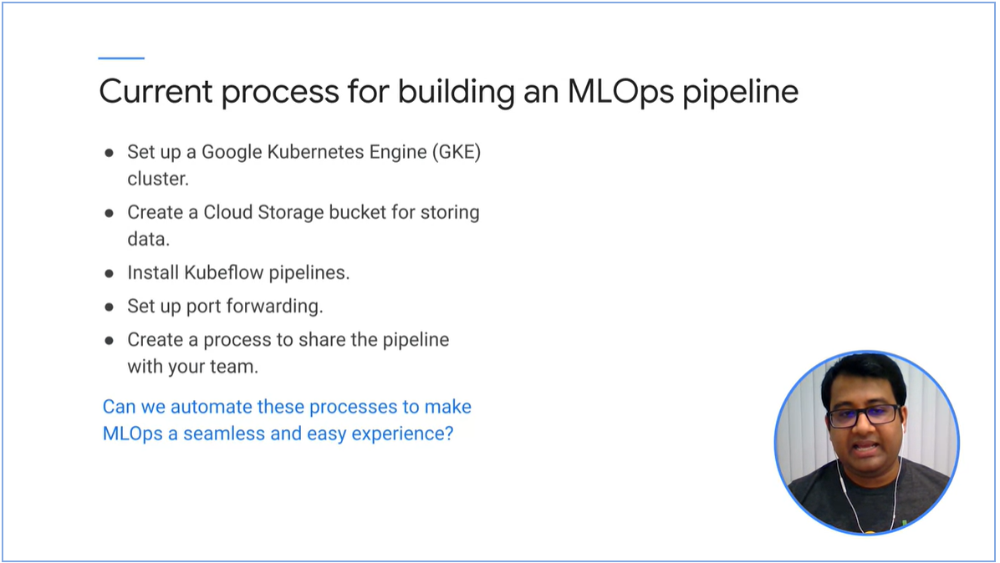 Current process for building an MLOps pipeline
● Set up a Google Kubernetes Engine (GKE)
cluster.
● Create a Cloud Storage bucket for storing
data.
● Install Kubeflow pipelines.
● Set up port forwarding.
● Create a process to share the pipeline
with your team.
Can we automate these processes to make
MLOps a seamless and easy experience?